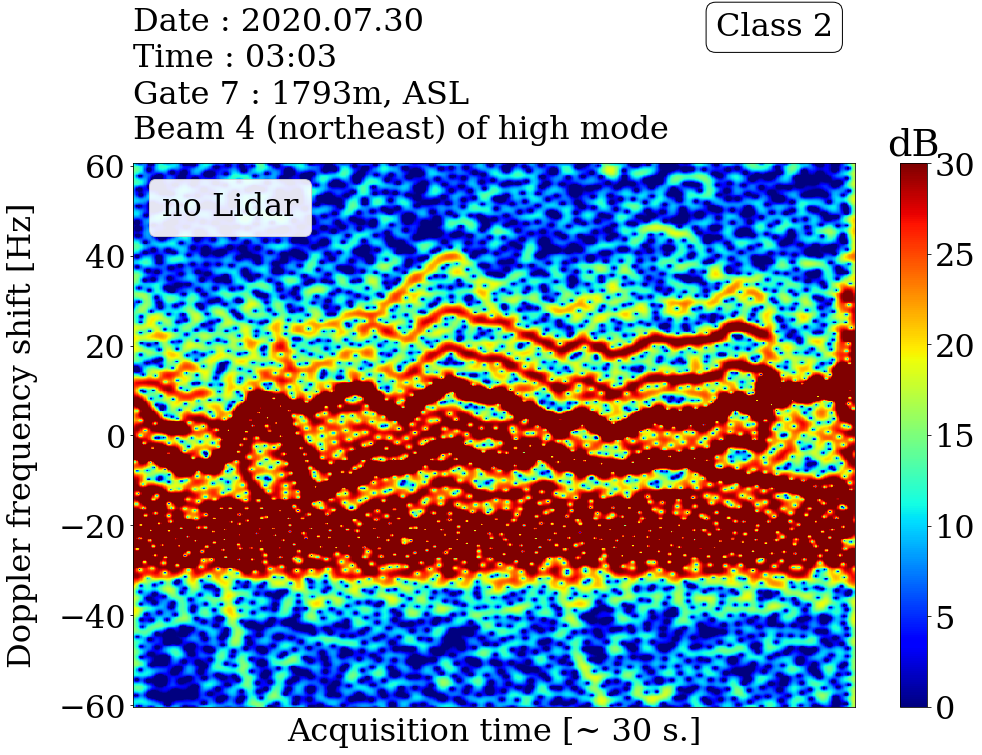 Date : 2020.07.30
Time : 03:03
Gate 7 : 1793m, ASL
Beam 4 (northeast) of high mode
Class 2
dB
no Lidar
60
40
20
0
−20
−40
−60
Doppler frequency shift [Hz]
Acquisition time [~ 30 s.]
30
25
20
15
10
5
0